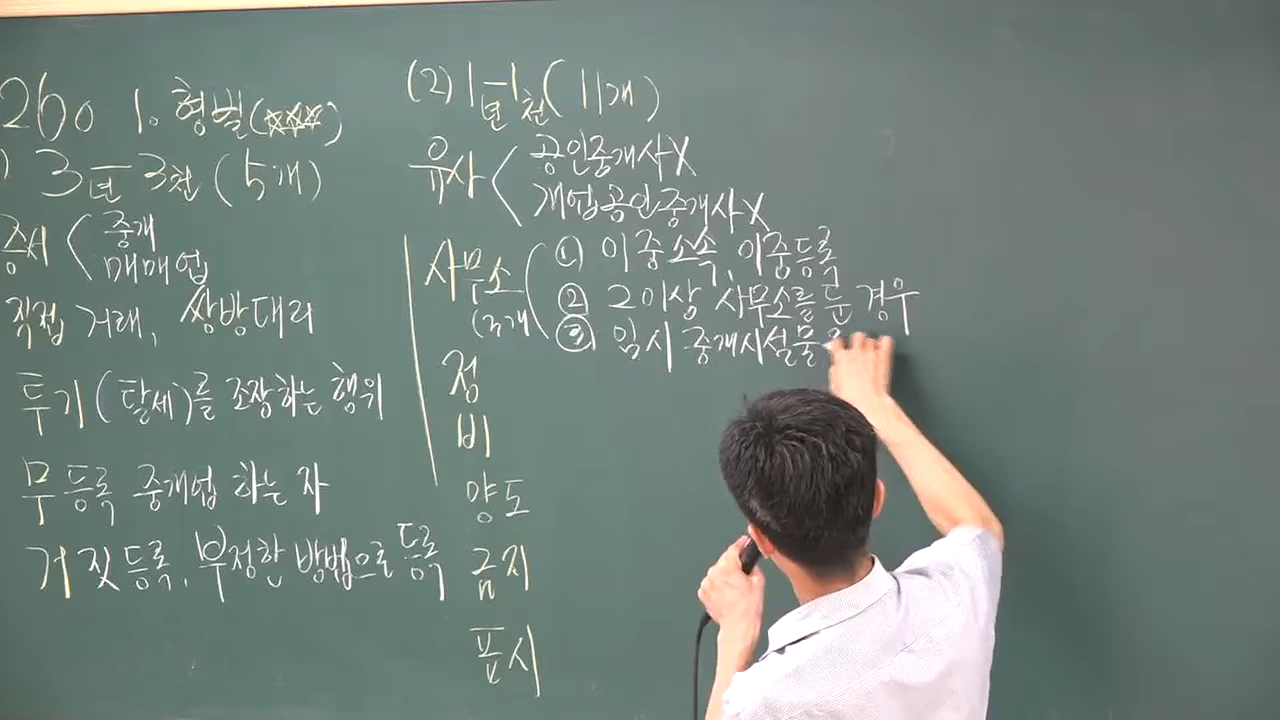 260 1. 형벌(☆☆☆)
) 3년-3천 (5개)
증서 < 중개
매매업
직접 거래, 쌍방대리
투기 (탈세)를 조장하는 행위
무등록 중개업 하는 자
거짓등록, 부정한 방법으로 등록
(2) 1년-1천 (11개)
유사 < 공인중개사X
개업공인중개사X
사무소 (3개
① 이중소속, 이중등록
② 2이상 사무소를 둔 경우
③ 임시 중개시설물
정
비
양도
금지
표시